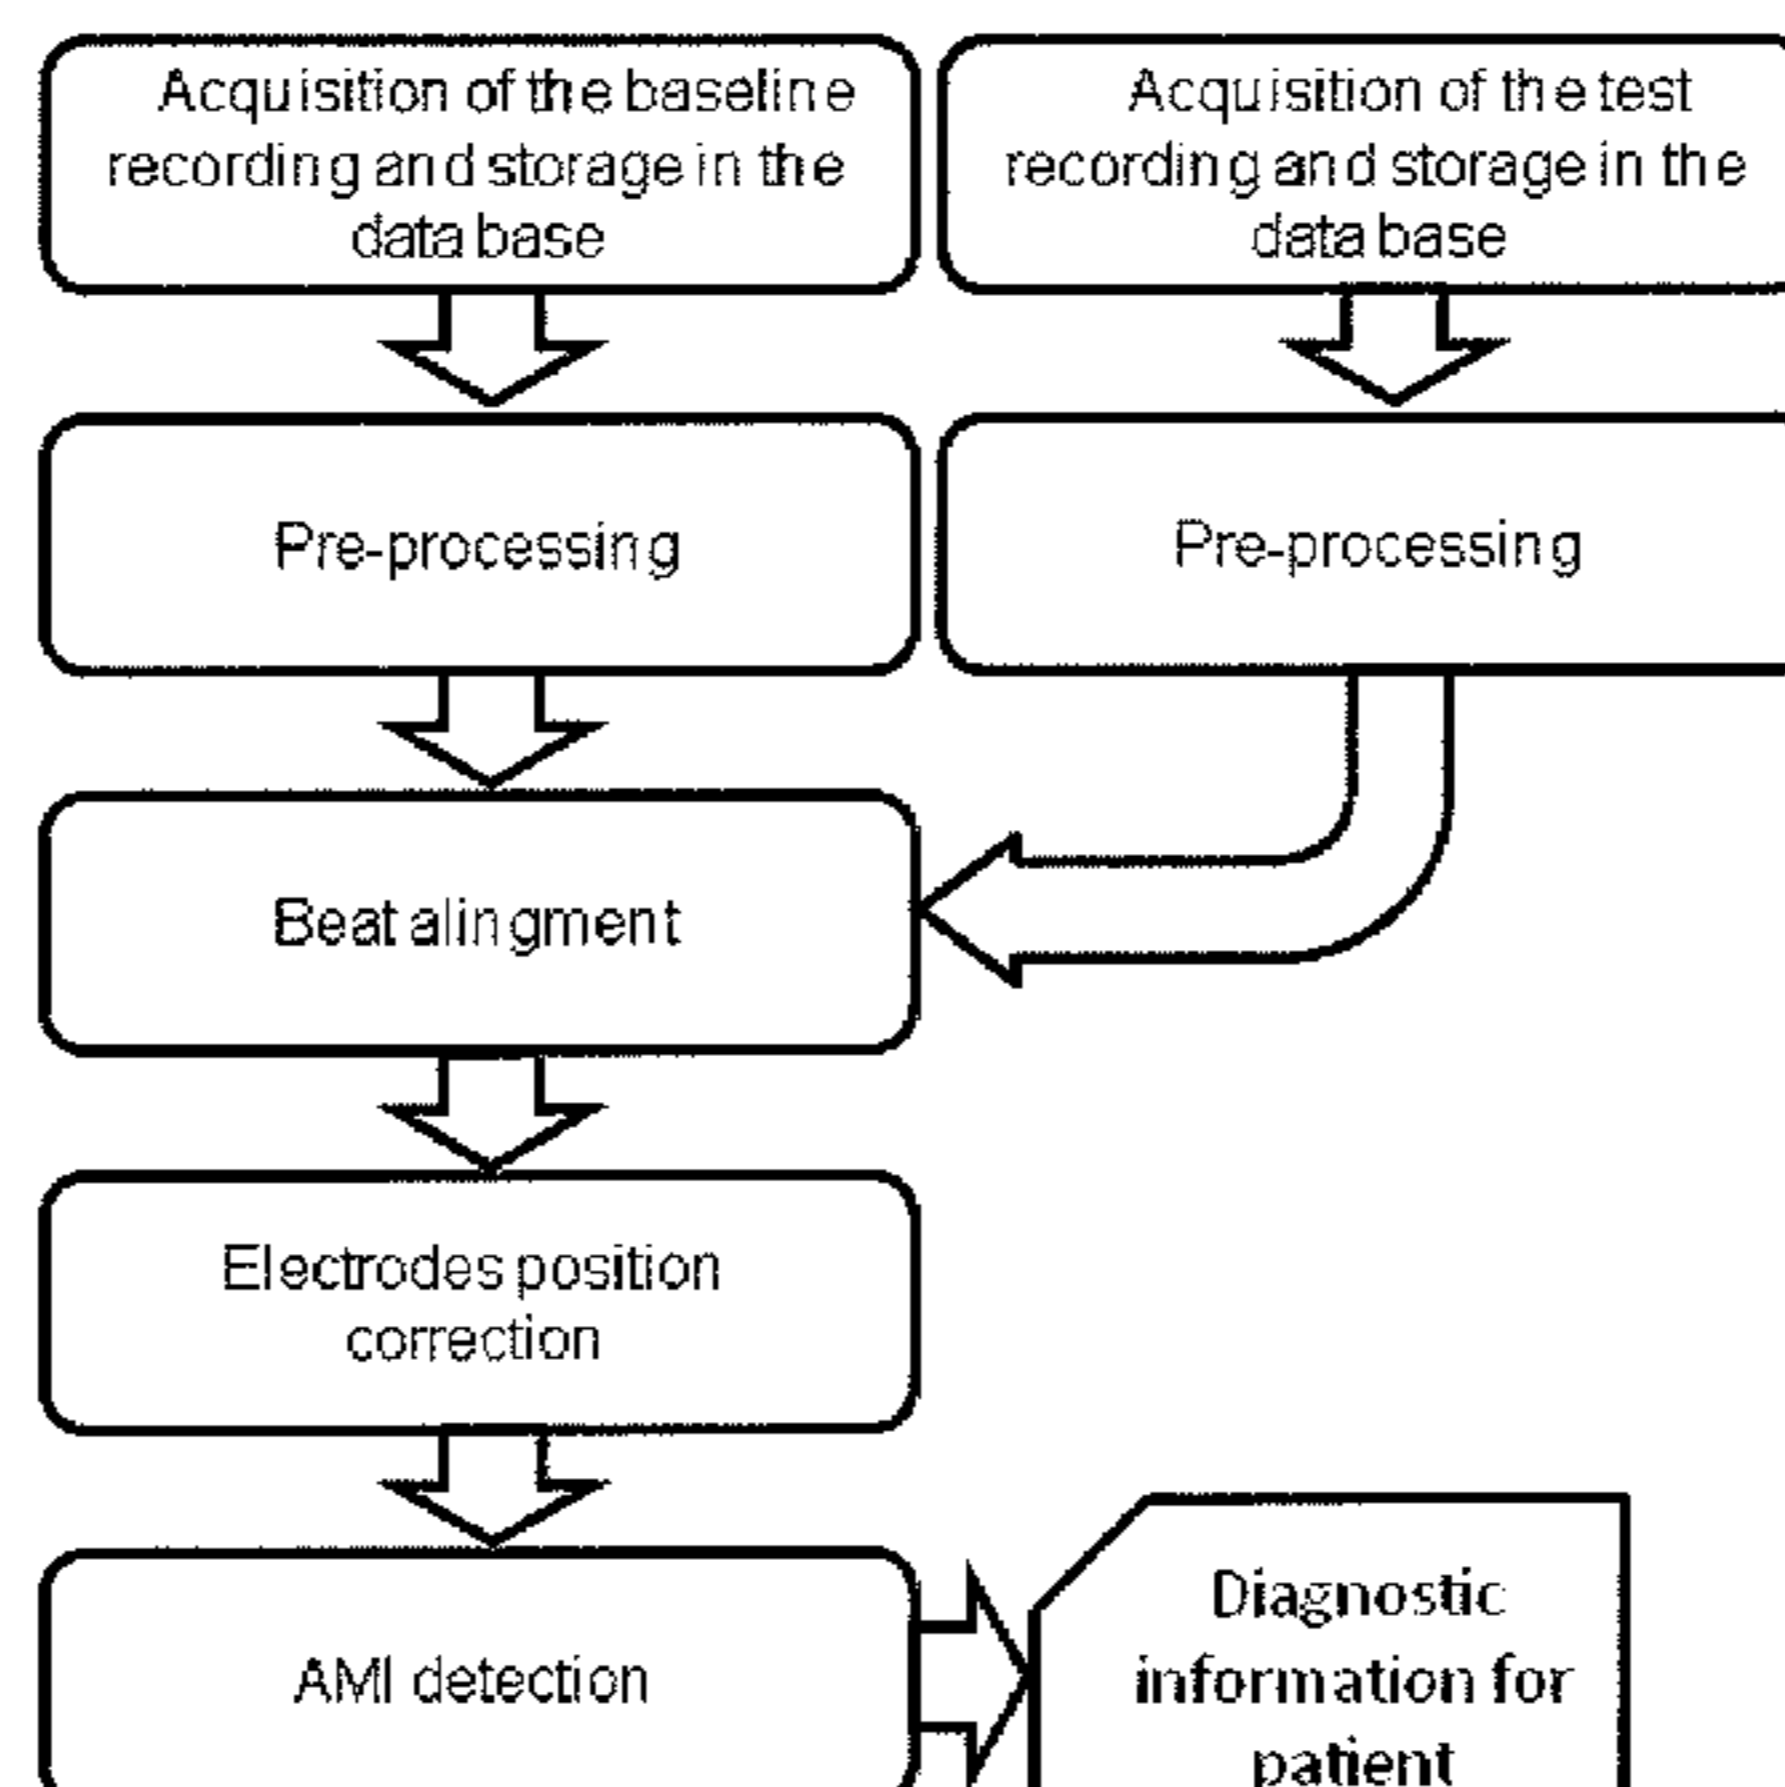 Acquisition of the baseline
recording and storage in the
data base
Acquisition of the test
recording and storage in the
data base
Pre-processing
Pre-processing
Beat alingment
Electrodes position
correction
AMI detection
Diagnostic
information for
patient